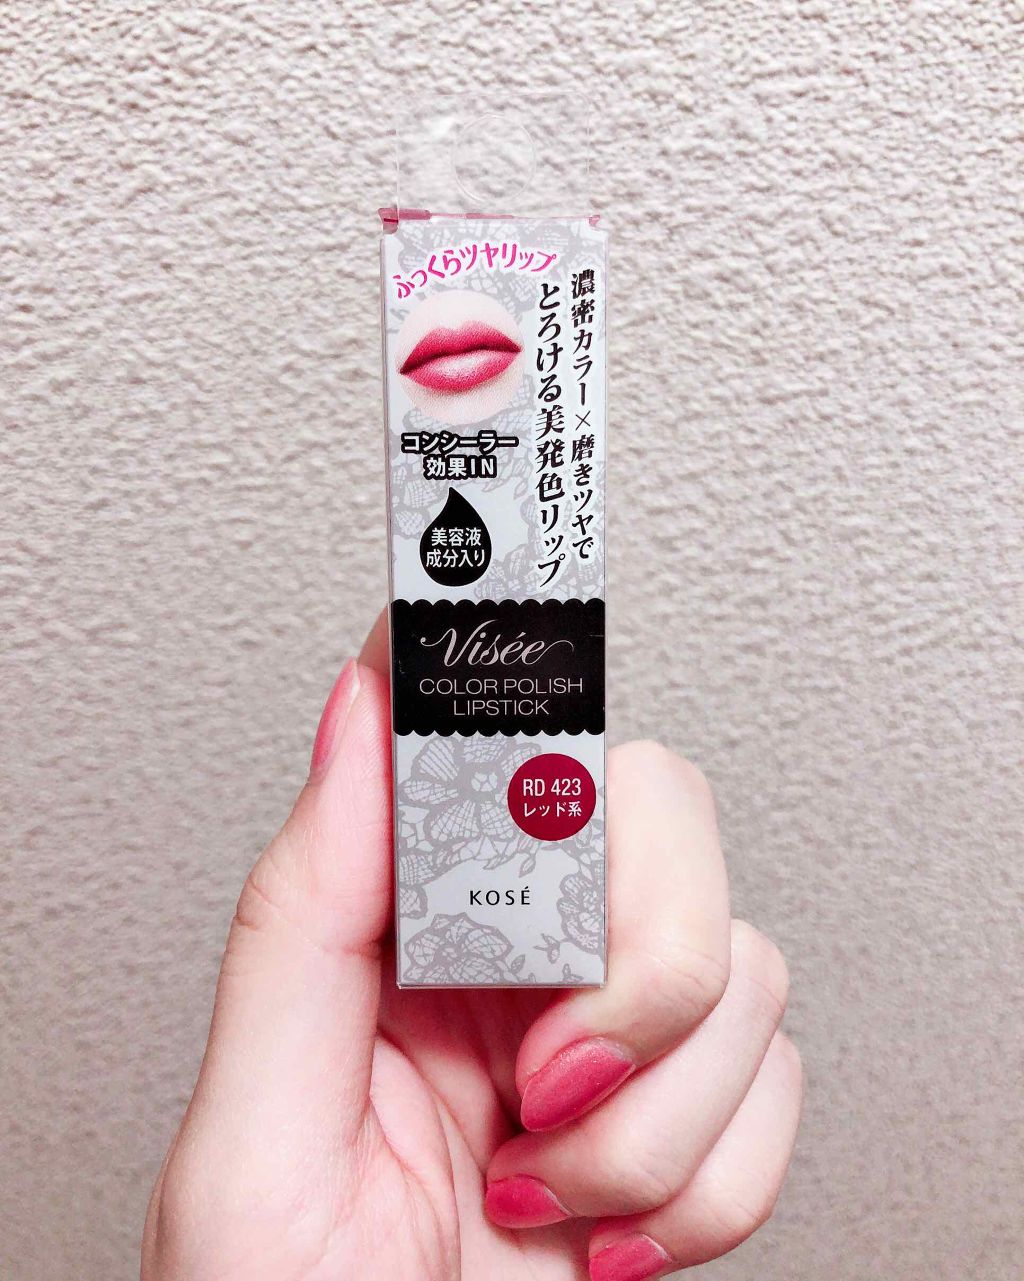 ふっくらツヤリップ
濃密カラー×磨きツヤで
とろける美発色リップ
コンシーラー
効果IN
美容液
成分入り
Visée
COLOR POLISH
LIPSTICK
RD 423
レッド系
KOSÉ